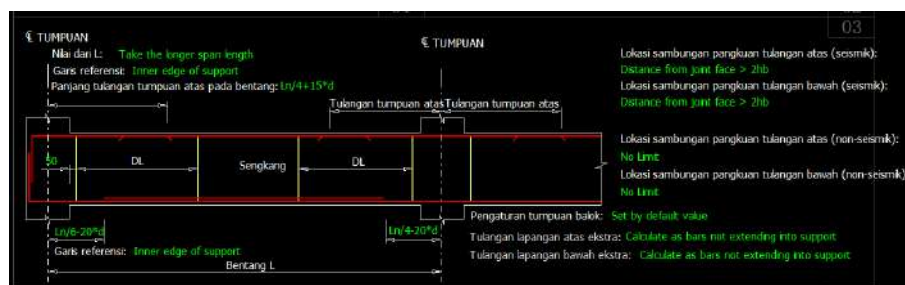 03
₠ TUMPUAN
Nilai dari L: Take the longer span length
Garis referensi: Inner edge of support
Panjang tulangan tumpuan atas pada bentang: Ln/4+15*d
₠ TUMPUAN
Tulangan tumpuan atas Tulangan tumpuan atas
50
DL
Sengkang
DL
Ln/6-20*d
Ln/4-20*d
Garis referensi: Inner edge of support
Bentang L
Lokasi sambungan pangkuan tulangan atas (seismik):
Distance from joint face > 2hb
Lokasi sambungan pangkuan tulangan bawah (seismik):
Distance from joint face > 2hb
Lokasi sambungan pangkuan tulangan atas (non-seismik):
No Limit
Lokasi sambungan pangkuan tulangan bawah (non-seismik):
No Limit
Pengaturan tumpuan balok: Set by default value
Tulangan lapangan atas ekstra: Calculate as bars not extending into support
Tulangan lapangan bawah ekstra: Calculate as bars not extending into support